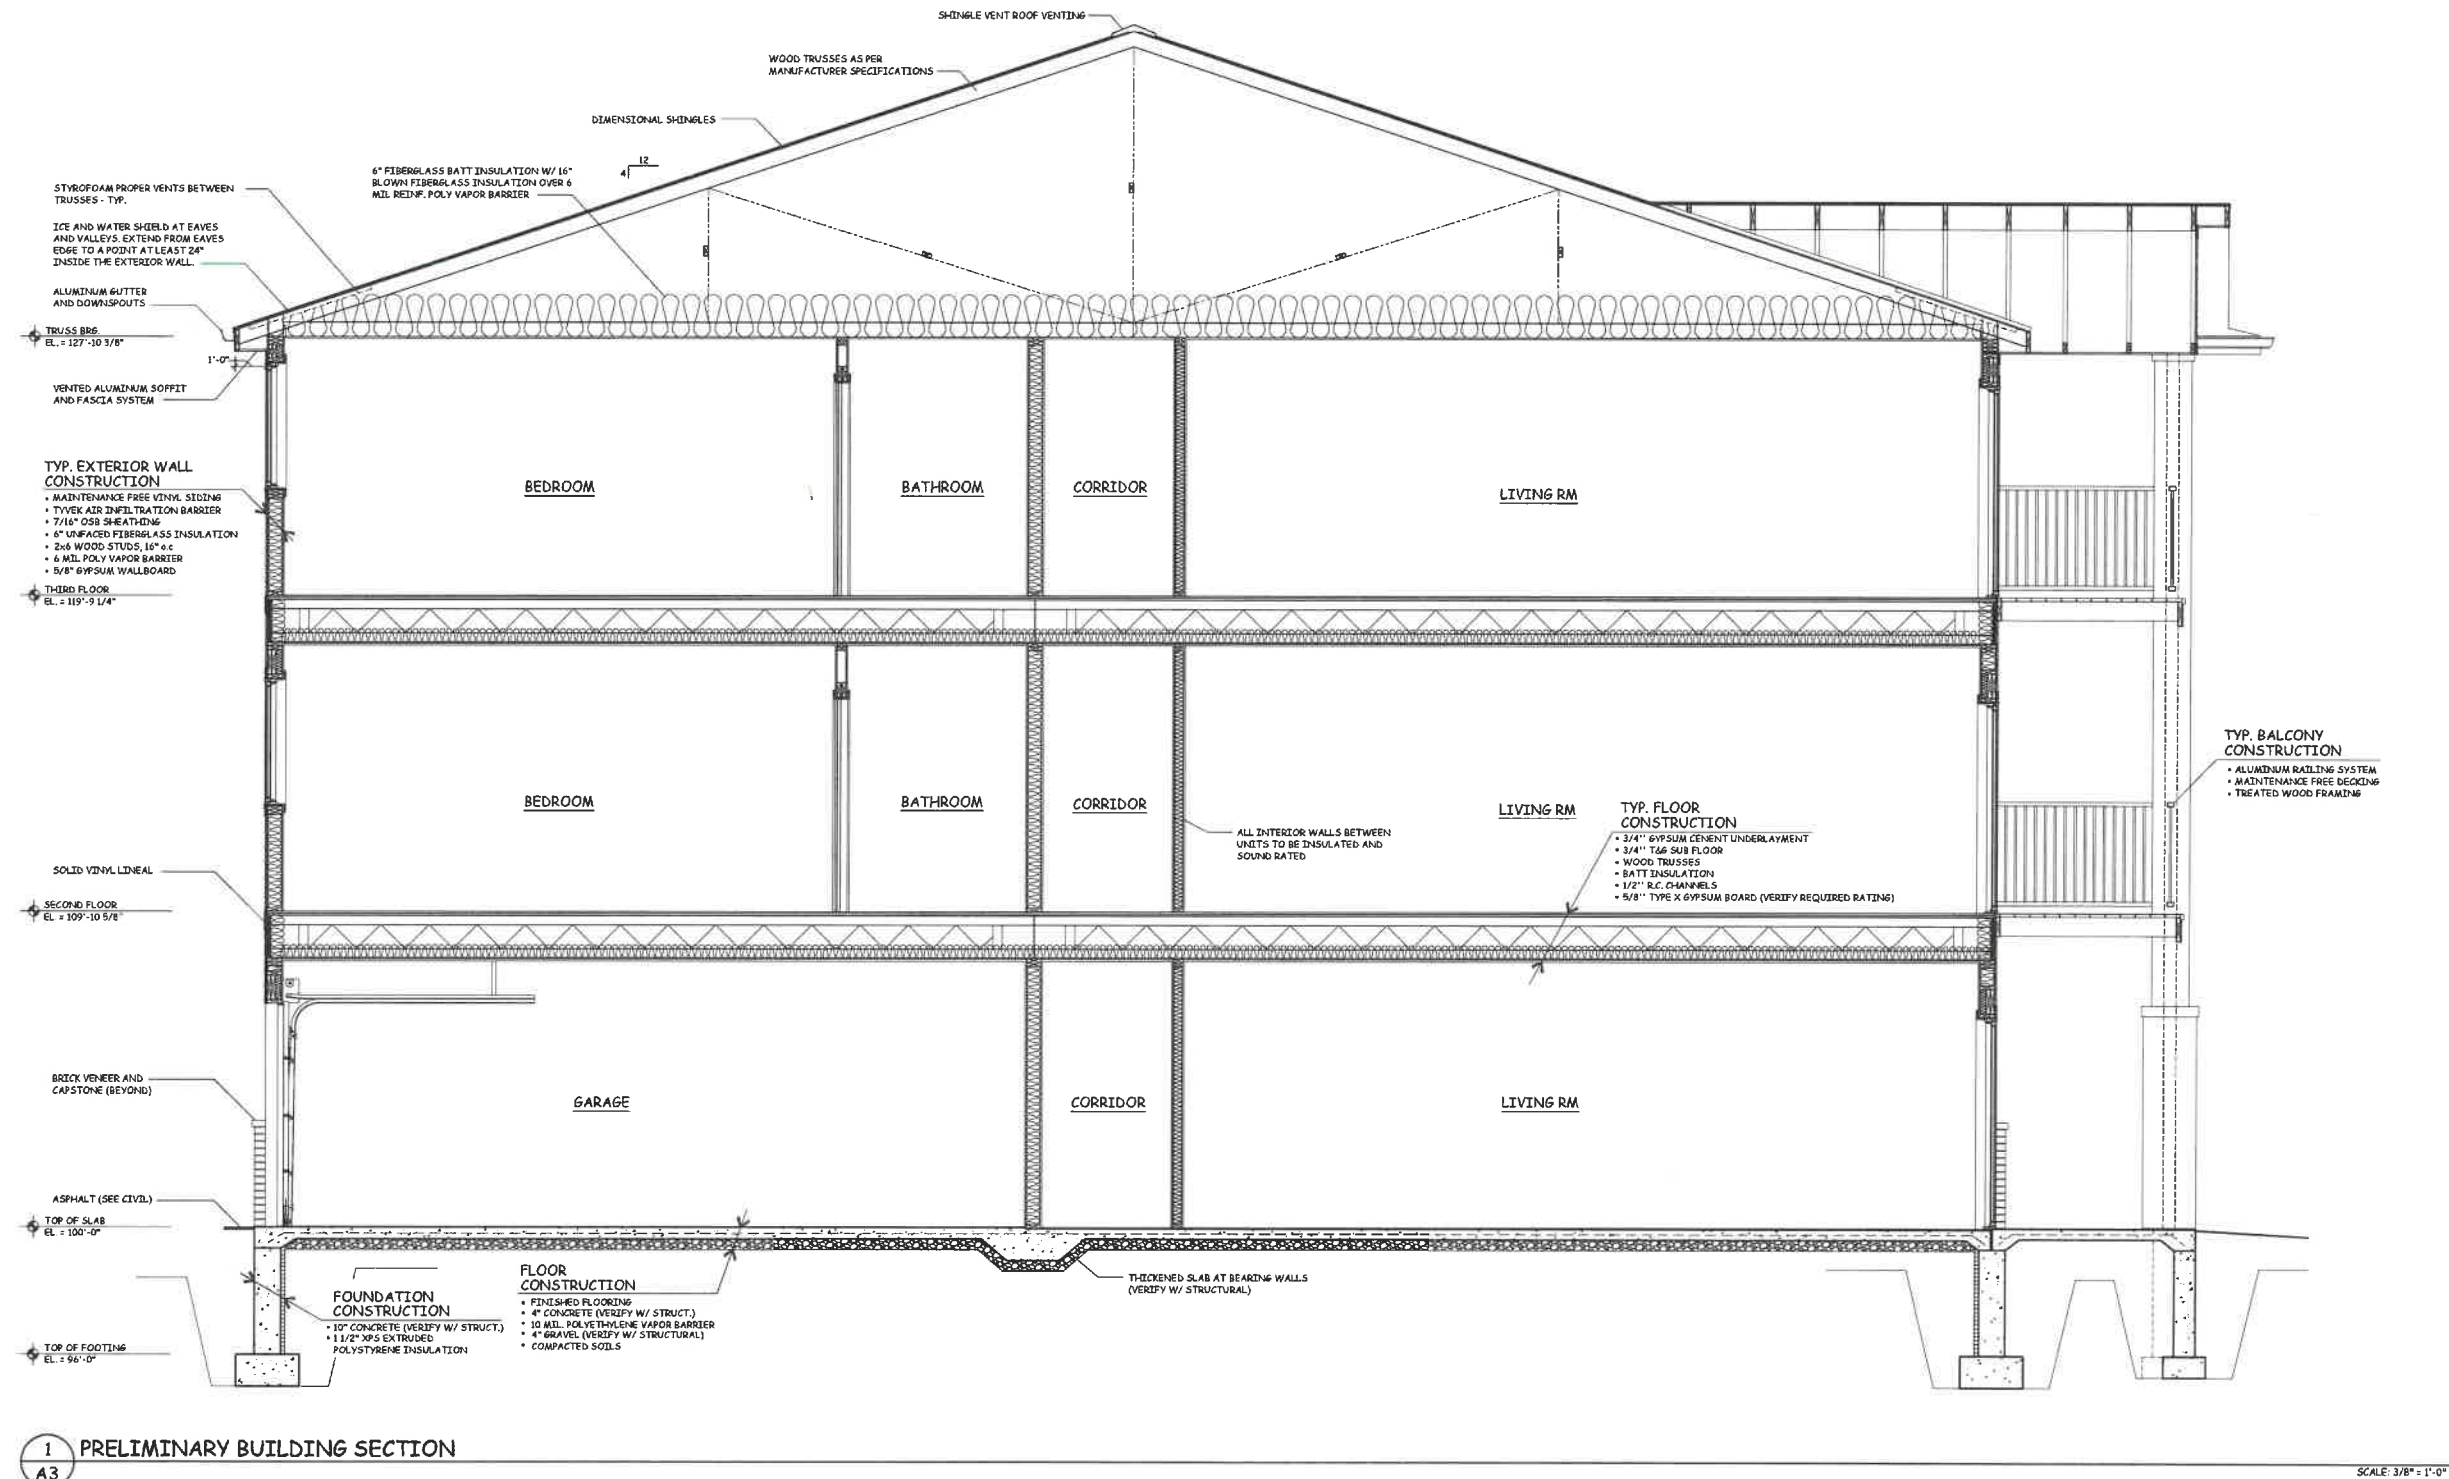 SHINGLE VENT ROOF VENTING
WOOD TRUSSES AS PER
MANUFACTURER SPECIFICATIONS
DIMENSIONAL SHINGLES
12
4
6" FIBERGLASS BATT INSULATION W/ 16"
BLOWN FIBERGLASS INSULATION OVER 6
MIL REINF. POLY VAPOR BARRIER
STYROFOAM PROPER VENTS BETWEEN
TRUSSES - TYP.
ICE AND WATER SHIELD AT EAVES
AND VALLEYS. EXTEND FROM EAVES
EDGE TO A POINT AT LEAST 24"
INSIDE THE EXTERIOR WALL.
ALUMINUM GUTTER
AND DOWNSPOUTS
TRUSS BRG.
EL. = 127'-10 3/8"
1'-0"
VENTED ALUMINUM SOFFIT
AND FASCIA SYSTEM
TYP. EXTERIOR WALL
CONSTRUCTION
• MAINTENANCE FREE VINYL SIDING
• TYVEK AIR INFILTRATION BARRIER
• 7/16" OSB SHEATHING
• 6" UNFACED FIBERGLASS INSULATION
• 2x6 WOOD STUDS, 16" o.c
• 6 MIL POLY VAPOR BARRIER
• 5/8" GYPSUM WALLBOARD
BEDROOM
BATHROOM
CORRIDOR
LIVING RM
THIRD FLOOR
EL. = 119'-9 1/4"
BEDROOM
BATHROOM
CORRIDOR
LIVING RM
ALL INTERIOR WALLS BETWEEN
UNITS TO BE INSULATED AND
SOUND RATED
TYP. FLOOR
CONSTRUCTION
• 3/4" GYPSUM CENENT UNDERLAYMENT
• 3/4" T&G SUB FLOOR
• WOOD TRUSSES
• BATT INSULATION
• 1/2" R.C. CHANNELS
• 5/8" TYPE X GYPSUM BOARD (VERIFY REQUIRED RATING)
TYP. BALCONY
CONSTRUCTION
• ALUMINUM RAILING SYSTEM
• MAINTENANCE FREE DECKING
• TREATED WOOD FRAMING
SOLID VINYL LINEAL
SECOND FLOOR
EL. = 109'-10 5/8"
BRICK VENEER AND
CAPSTONE (BEYOND)
GARAGE
CORRIDOR
LIVING RM
ASPHALT (SEE CIVIL)
TOP OF SLAB
EL. = 100'-0"
THICKENED SLAB AT BEARING WALLS
(VERIFY W/ STRUCTURAL)
FOUNDATION
CONSTRUCTION
• 10" CONCRETE (VERIFY W/ STRUCT.)
• 1 1/2" XPS EXTRUDED
POLYSTYRENE INSULATION
FLOOR
CONSTRUCTION
• FINISHED FLOORING
• 4" CONCRETE (VERIFY W/ STRUCT.)
• 10 MIL. POLYETHYLENE VAPOR BARRIER
• 4" GRAVEL (VERIFY W/ STRUCTURAL)
• COMPACTED SOILS
TOP OF FOOTING
EL. = 96'-0"
1
A3
PRELIMINARY BUILDING SECTION
SCALE: 3/8" = 1'-0"